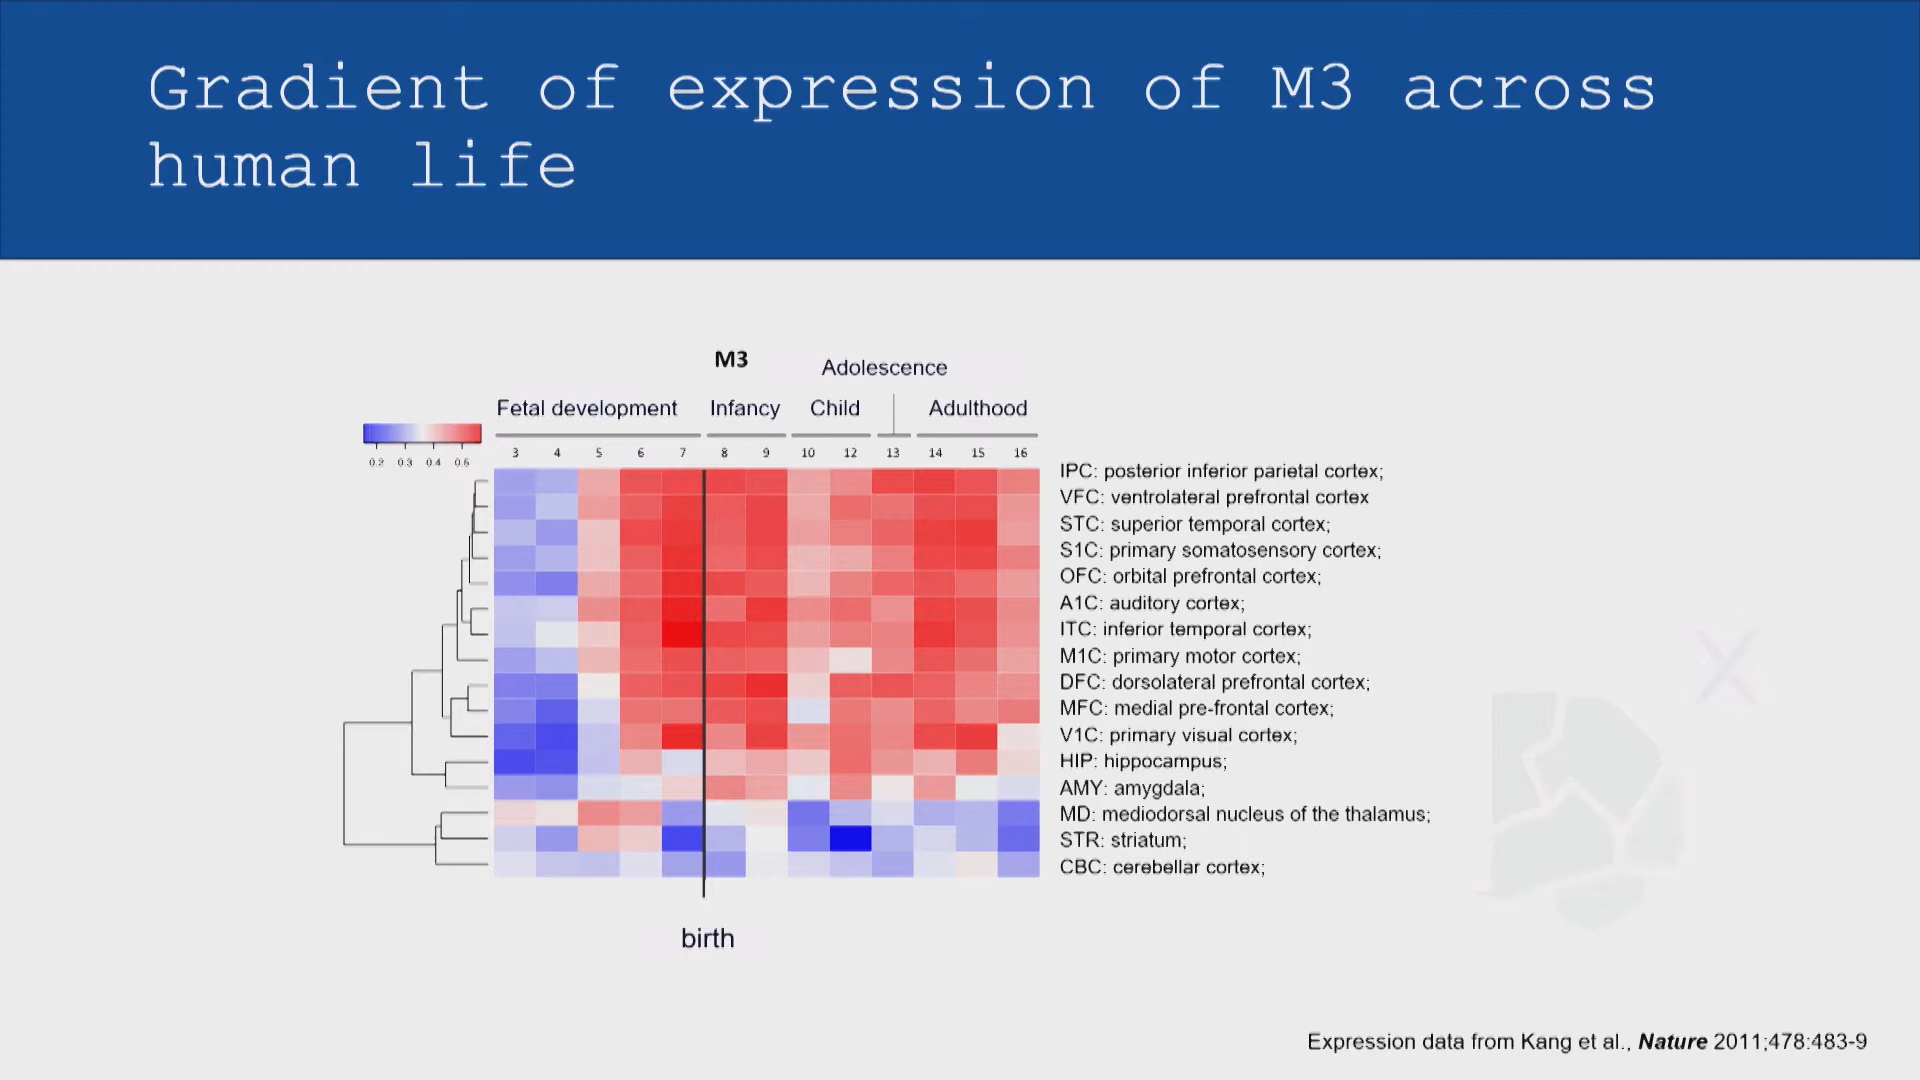 Gradient of expression of M3 across
human life
M3
Adolescence
Fetal development Infancy Child Adulthood
0.2 0.3 0.4 0.6
3 4 5 6 7 8 9 10 12 13 14 15 16
IPC: posterior inferior parietal cortex;
VFC: ventrolateral prefrontal cortex
STC: superior temporal cortex;
S1C: primary somatosensory cortex;
OFC: orbital prefrontal cortex;
A1C: auditory cortex;
ITC: inferior temporal cortex;
M1C: primary motor cortex;
DFC: dorsolateral prefrontal cortex;
MFC: medial pre-frontal cortex;
V1C: primary visual cortex;
HIP: hippocampus;
AMY: amygdala;
MD: mediodorsal nucleus of the thalamus;
STR: striatum;
CBC: cerebellar cortex;
birth
Expression data from Kang et al., Nature 2011;478:483-9